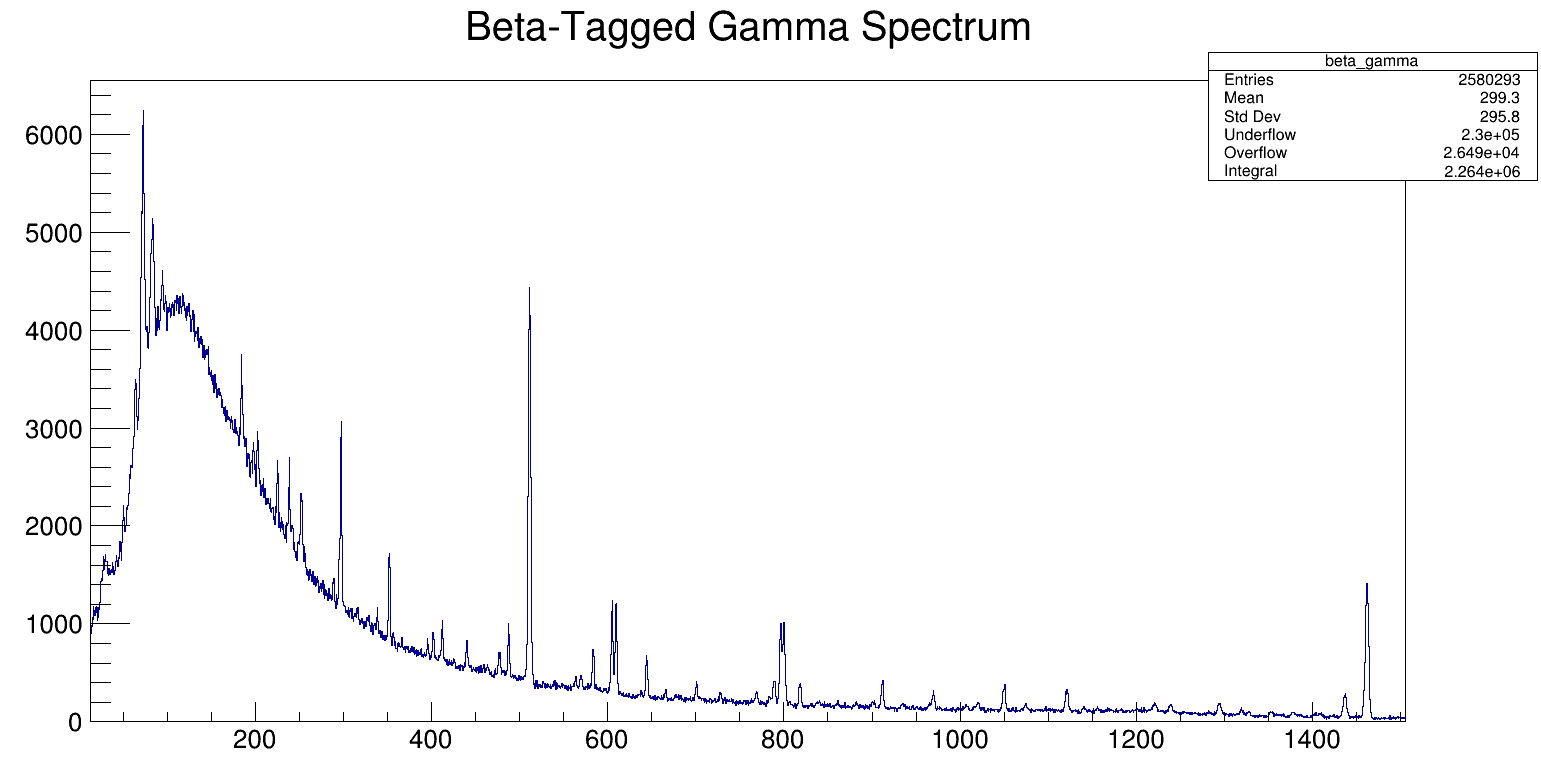 Beta-Tagged Gamma Spectrum
beta_gamma
Entries 2580293
Mean 299.3
Std Dev 295.8
Underflow 2.3e+05
Overflow 2.649e+04
Integral 2.264e+06
6000
5000
4000
3000
2000
1000
0
200 400 600 800 1000 1200 1400